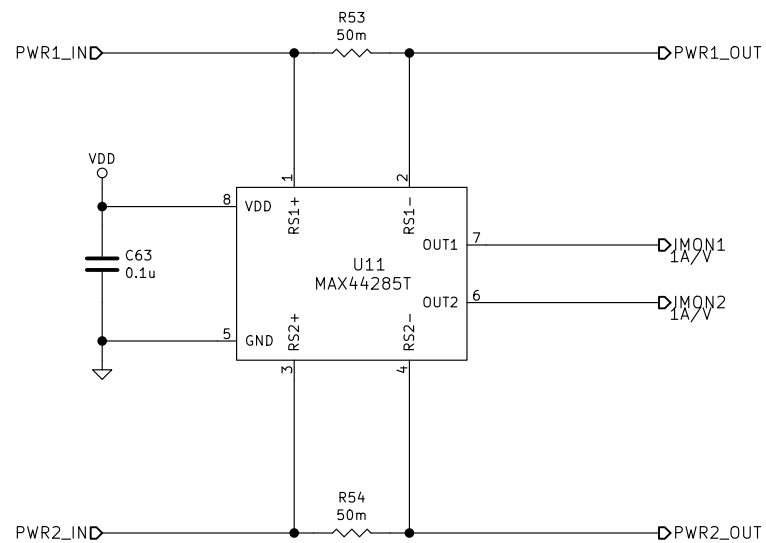 R53
50m
PWR1_IN
PWR1_OUT
VDD
1
2
8
VDD
RS1+
RS1-
C63
0.1u
U11
MAX44285T
OUT1
7
IMON1
1A/V
OUT2
6
IMON2
1A/V
5
GND
RS2+
RS2-
3
4
R54
50m
PWR2_IN
PWR2_OUT